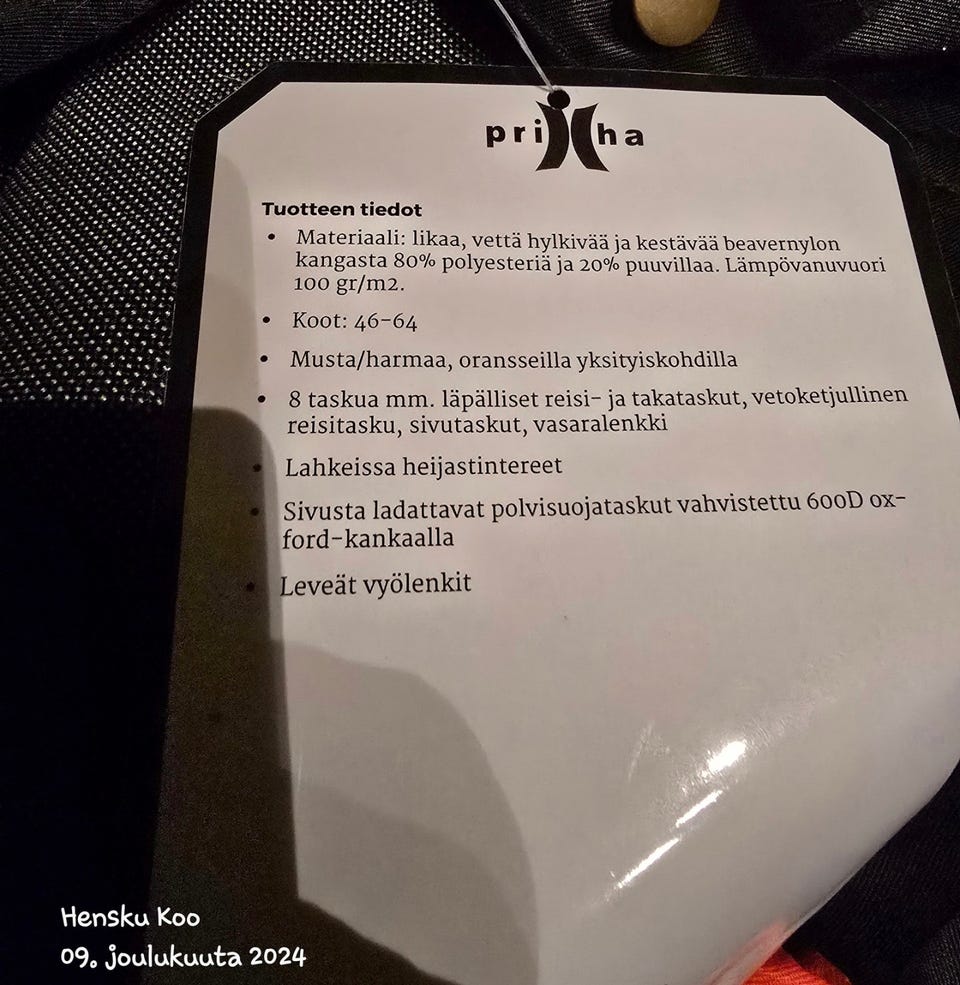 priha
Tuotteen tiedot
• Materiaali: likaa, vettä hylkivää ja kestävää beavernylon
kangasta 80% polyesteriä ja 20% puuvillaa. Lämpövanuvuori
100 gr/m2.
• Koot: 46-64
• Musta/harmaa, oransseilla yksityiskohdilla
• 8 taskua mm. läpälliset reisi- ja takataskut, vetoketjullinen
reisitasku, sivutaskut, vasaralenkki
• Lahkeissa heijastintereet
• Sivusta ladattavat polvisuojataskut vahvistettu 600D ox-
ford-kankaalla
• Leveät vyölenkit
Hensku Koo
09. joulukuuta 2024